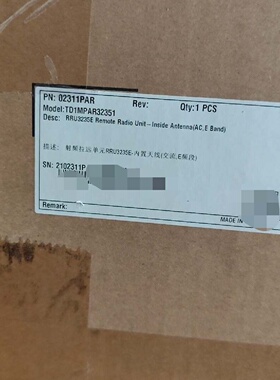 PN: 02311PAR Rev: Qty:1 PCS
Model:TD1MPAR32351
Desc: RRU3235E Remote Radio Unit-Inside Antenna(AC,E Band)
描述: 射频拉远单元RRU3235E-内置天线(交流,E频段)
SN: 2102311P
MADE IN